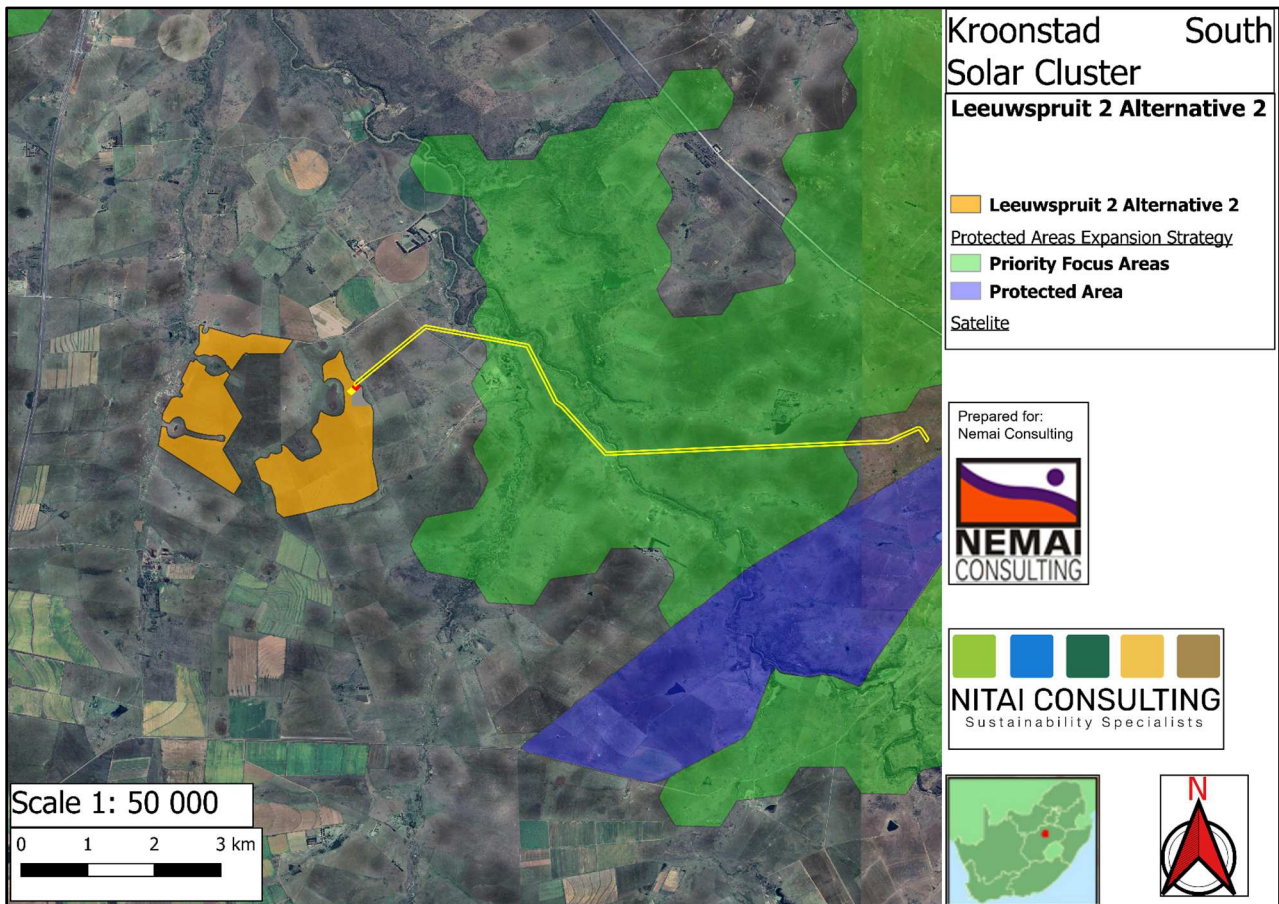 Kroonstad South
Solar Cluster
Leeuwspruit 2 Alternative 2
Leeuwspruit 2 Alternative 2
Protected Areas Expansion Strategy
Priority Focus Areas
Protected Area
Satelite
Prepared for:
Nemai Consulting
NEMAI
CONSULTING
NITAI CONSULTING
Sustainability Specialists
N
Scale 1: 50 000
0 1 2 3 km